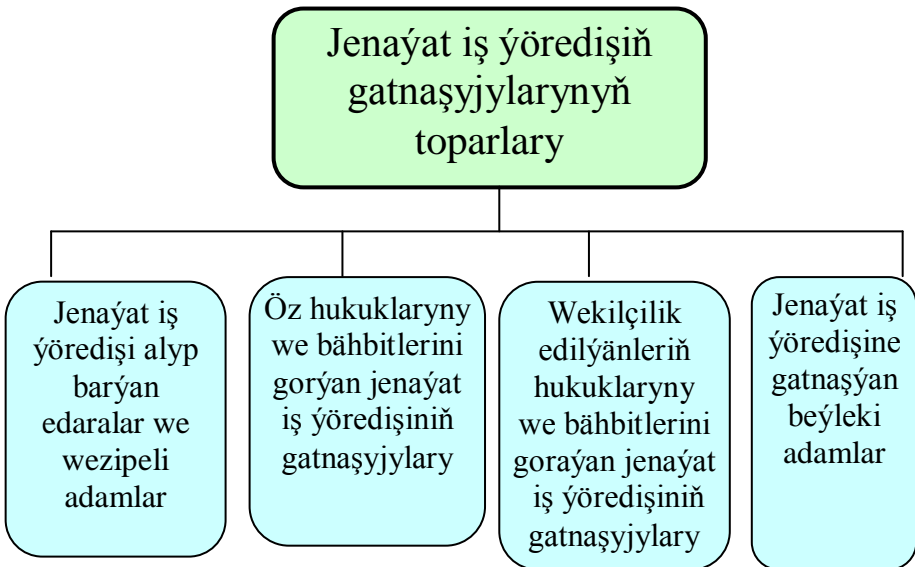 Jenaýat iş ýöredişiň
gatnaşyjylarynyň
toparlary
Jenaýat iş
ýöredişi alyp
barýan
edaralar we
wezipeli
adamlar
Öz hukuklaryny
we bähbitlerini
gorýan jenaýat
iş ýöredişiniň
gatnaşyjylary
Wekilçilik
edilýänleriň
hukuklaryny
we bähbitlerini
goraýan jenaýat
iş ýöredişiniň
gatnaşyjylary
Jenaýat iş
ýöredişine
gatnaşýan
beýleki
adamlar